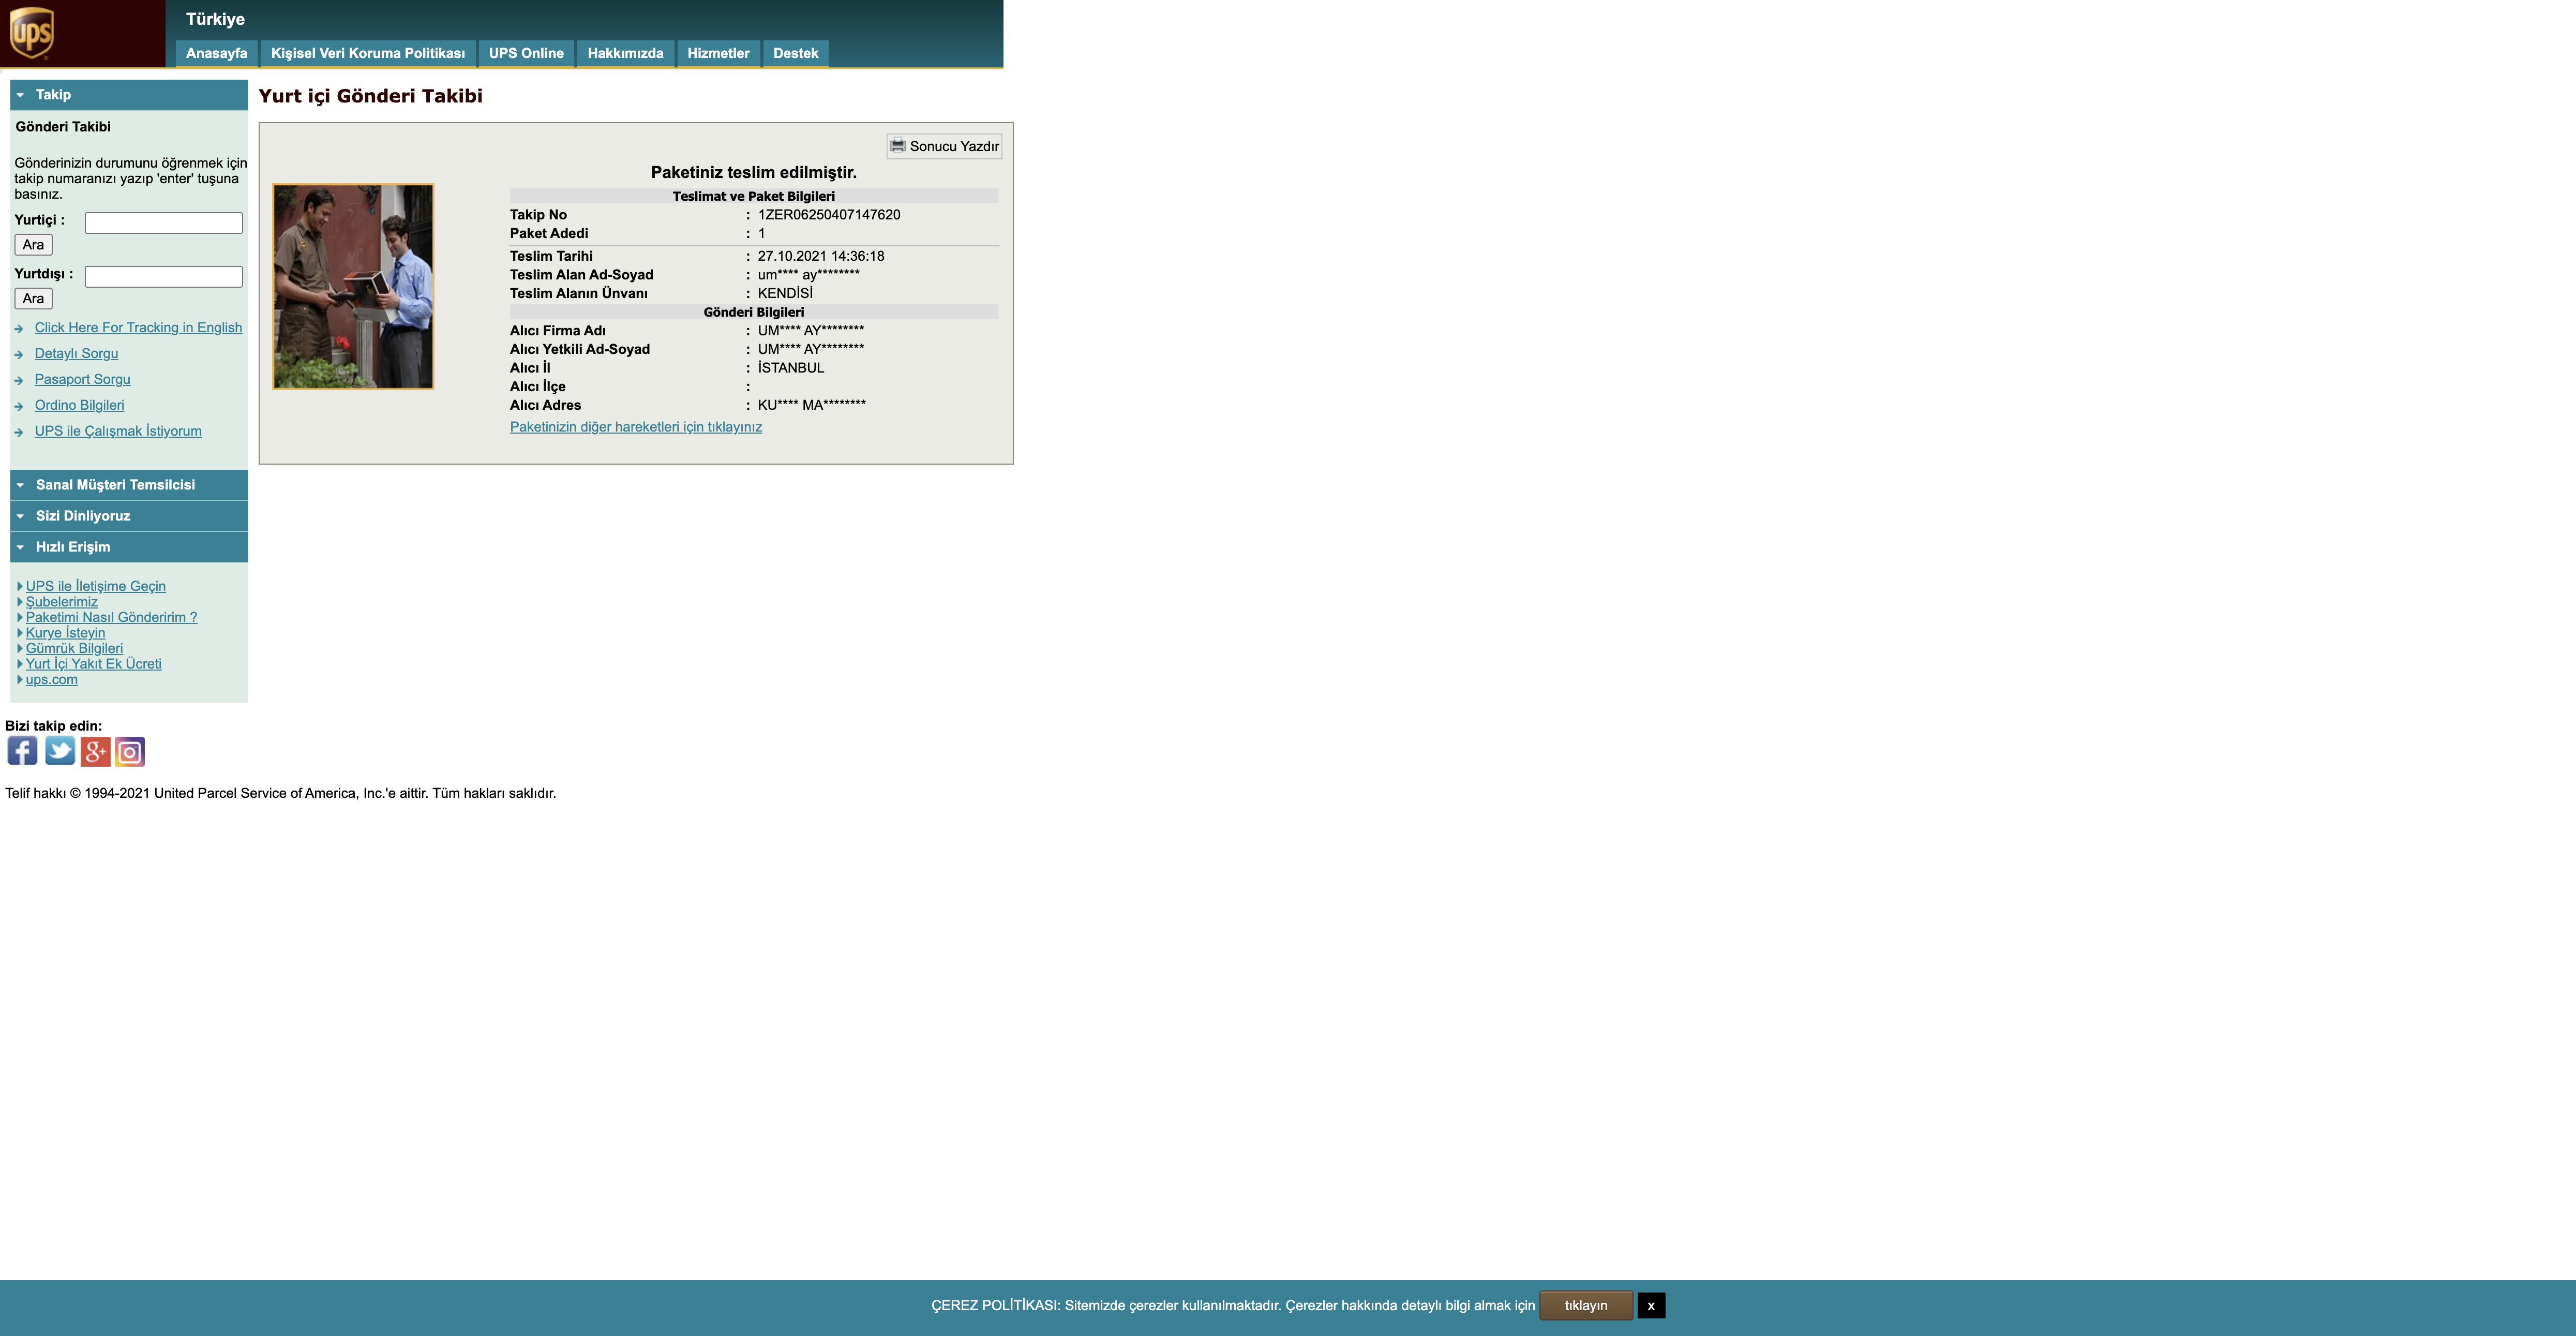 ups
Türkiye
Anasayfa Kişisel Veri Koruma Politikası UPS Online Hakkımızda Hizmetler Destek
Takip
Gönderi Takibi
Gönderinizin durumunu öğrenmek için
takip numaranızı yazıp 'enter' tuşuna
basınız.
Yurtiçi :
Ara
Yurtdışı :
Ara
Click Here For Tracking in English
Detaylı Sorgu
Pasaport Sorgu
Ordino Bilgileri
UPS ile Çalışmak İstiyorum
Sanal Müşteri Temsilcisi
Sizi Dinliyoruz
Hızlı Erişim
UPS ile İletişime Geçin
Şubelerimiz
Paketimi Nasıl Gönderirim ?
Kurye İsteyin
Gümrük Bilgileri
Yurt İçi Yakıt Ek Ücreti
ups.com
Yurt içi Gönderi Takibi
Sonucu Yazdır
Paketiniz teslim edilmiştir.
Teslimat ve Paket Bilgileri
Takip No : 1ZER06250407147620
Paket Adedi : 1
Teslim Tarihi : 27.10.2021 14:36:18
Teslim Alan Ad-Soyad : um**** ay********
Teslim Alanın Ünvanı : KENDİSİ
Gönderi Bilgileri
Alıcı Firma Adı : UM**** AY********
Alıcı Yetkili Ad-Soyad : UM**** AY********
Alıcı İl : İSTANBUL
Alıcı İlçe :
Alıcı Adres : KU**** MA********
Paketinizin diğer hareketleri için tıklayınız
Bizi takip edin:
Telif hakkı © 1994-2021 United Parcel Service of America, Inc.'e aittir. Tüm hakları saklıdır.
ÇEREZ POLİTİKASI: Sitemizde çerezler kullanılmaktadır. Çerezler hakkında detaylı bilgi almak için tıklayın x